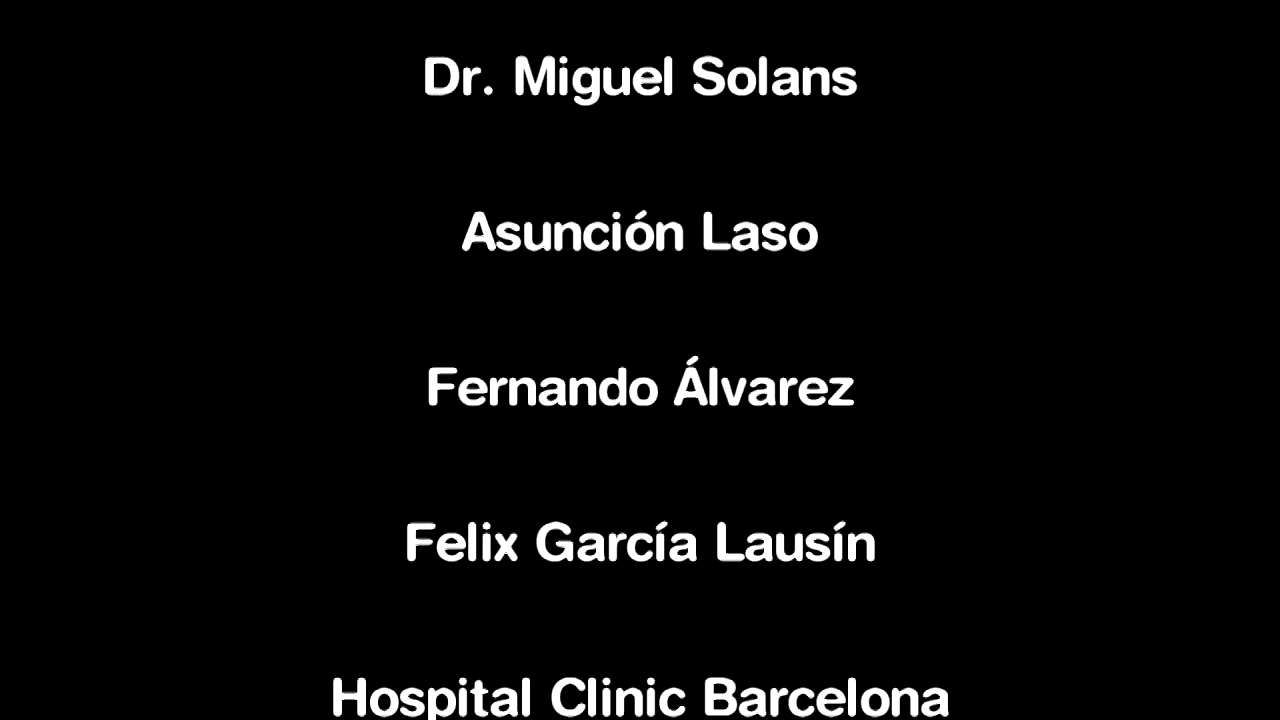 Dr. Miguel Solans
Asunción Laso
Fernando Álvarez
Felix García Lausín
Hospital Clinic Barcelona